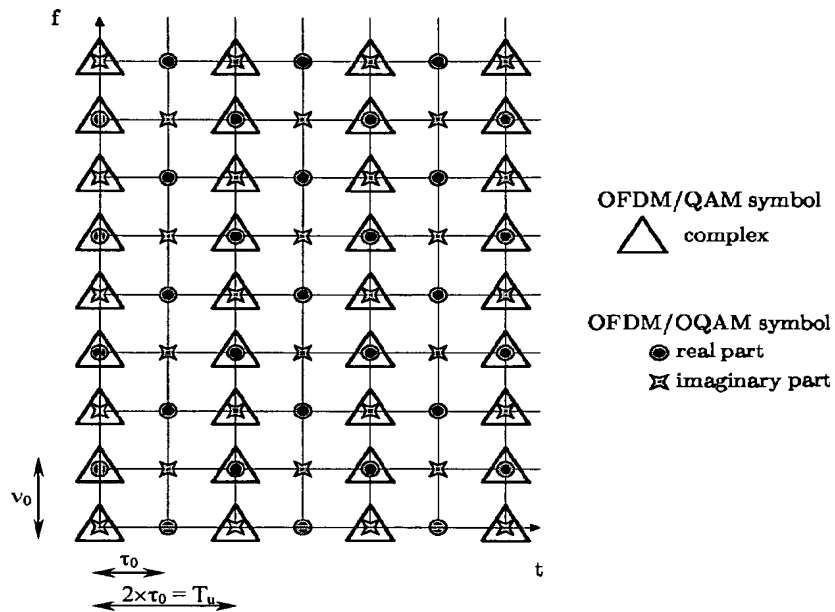 f
OFDM/QAM symbol
complex
OFDM/OQAM symbol
real part
imaginary part
ν₀
τ₀
t
2×τ₀ = Tᵤ